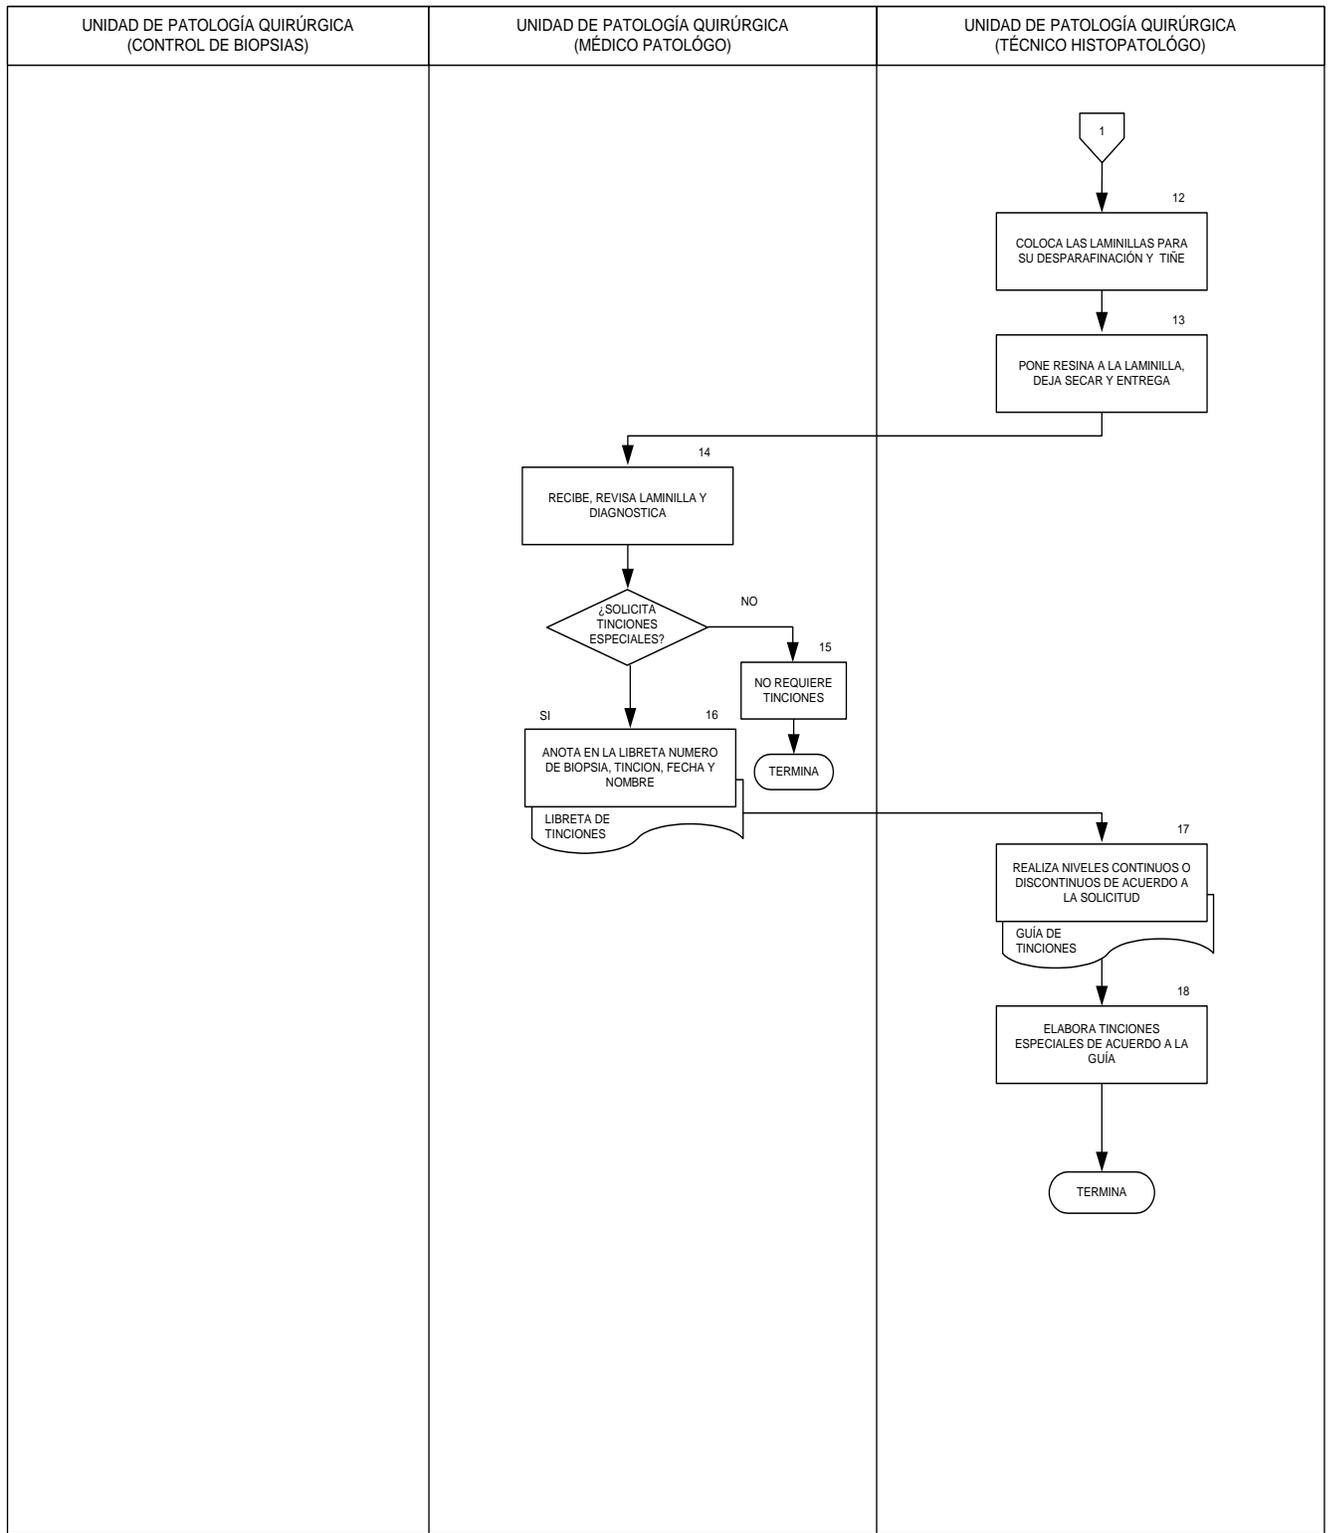 UNIDAD DE PATOLOGÍA QUIRÚRGICA
(CONTROL DE BIOPSIAS)
UNIDAD DE PATOLOGÍA QUIRÚRGICA
(MÉDICO PATOLÓGO)
UNIDAD DE PATOLOGÍA QUIRÚRGICA
(TÉCNICO HISTOPATOLÓGO)
1
12
COLOCA LAS LAMINILLAS PARA
SU DESPARAFINACIÓN Y TIÑE
13
PONE RESINA A LA LAMINILLA,
DEJA SECAR Y ENTREGA
14
RECIBE, REVISA LAMINILLA Y
DIAGNOSTICA
¿SOLICITA
TINCIONES
ESPECIALES?
NO
15
NO REQUIERE
TINCIONES
TERMINA
SI
16
ANOTA EN LA LIBRETA NUMERO
DE BIOPSIA, TINCION, FECHA Y
NOMBRE
LIBRETA DE
TINCIONES
17
REALIZA NIVELES CONTINUOS O
DISCONTINUOS DE ACUERDO A
LA SOLICITUD
GUÍA DE
TINCIONES
18
ELABORA TINCIONES
ESPECIALES DE ACUERDO A LA
GUÍA
TERMINA